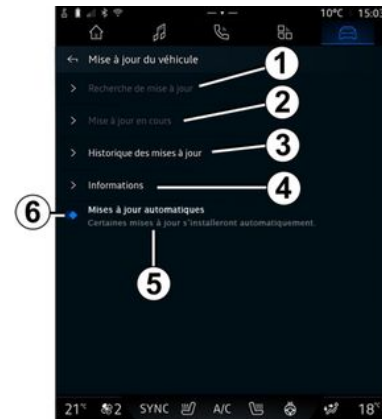 10°C 15:03
Mise à jour du véhicule
1
Recherche de mise à jour
2
Mise à jour en cours
3
Historique des mises à jour
Informations
4
6
Mises à jour automatiques
Certaines mises à jour s'installeront automatiquement.
5
21°C 2 SYNC A/C 18°